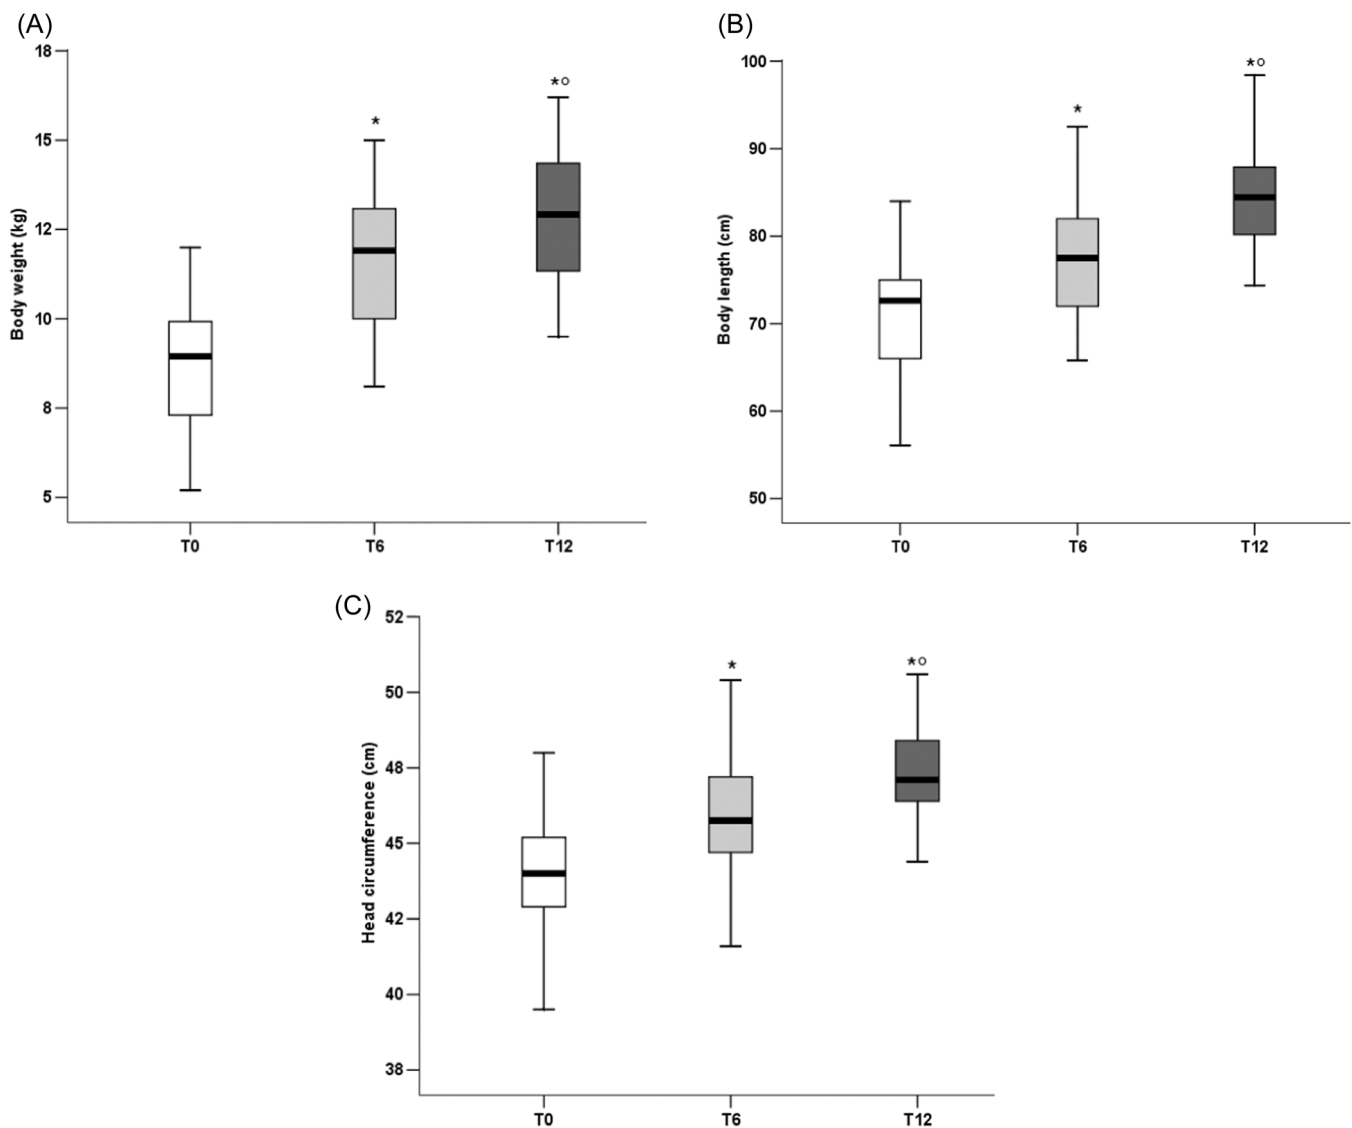 (A)
18
15
12
10
8
5
Body weight (kg)
*
*○
T0 T6 T12
(B)
100
90
80
70
60
50
Body length (cm)
*
*○
T0 T6 T12
(C)
52
50
48
45
42
40
38
Head circumference (cm)
*
*○
T0 T6 T12